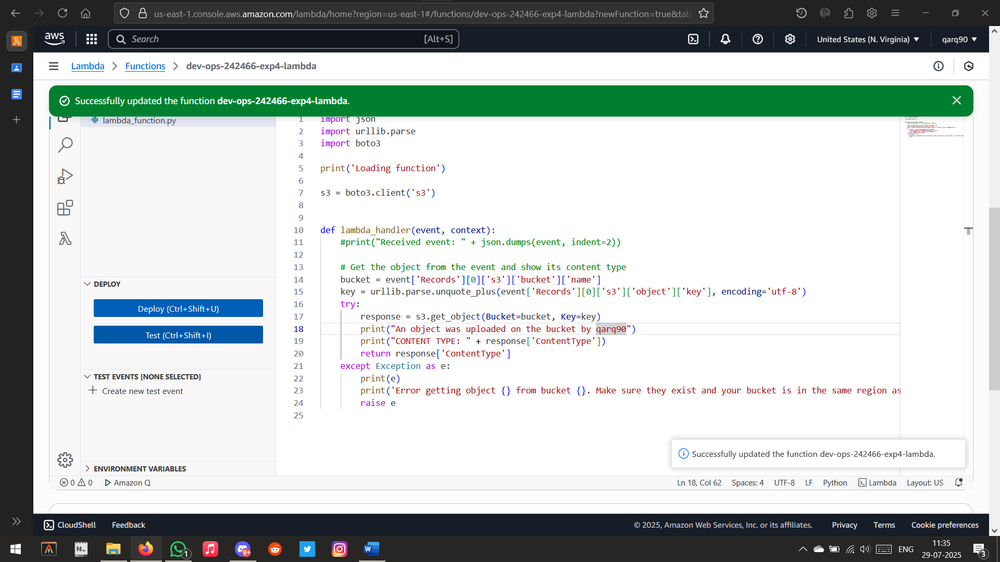 us-east-1.console.aws.amazon.com/lambda/home?region=us-east-1#/functions/dev-ops-242466-exp4-lambda?newFunction=true&tab
aws
Search
[Alt+S]
United States (N. Virginia)
qarq90
Lambda
Functions
dev-ops-242466-exp4-lambda
Successfully updated the function dev-ops-242466-exp4-lambda.
lambda_function.py
1 import json
2 import urllib.parse
3 import boto3
4
5 print('Loading function')
6
7 s3 = boto3.client('s3')
8
9
10 def lambda_handler(event, context):
11 #print("Received event: " + json.dumps(event, indent=2))
12
13 # Get the object from the event and show its content type
14 bucket = event['Records'][0]['s3']['bucket']['name']
15 key = urllib.parse.unquote_plus(event['Records'][0]['s3']['object']['key'], encoding='utf-8')
16 try:
17 response = s3.get_object(Bucket=bucket, Key=key)
18 print("An object was uploaded on the bucket by qarq90")
19 print("CONTENT TYPE: " + response['ContentType'])
20 return response['ContentType']
21 except Exception as e:
22 print(e)
23 print('Error getting object {} from bucket {}. Make sure they exist and your bucket is in the same region as
24 raise e
25
DEPLOY
Deploy (Ctrl+Shift+U)
Test (Ctrl+Shift+I)
TEST EVENTS [NONE SELECTED]
Create new test event
ENVIRONMENT VARIABLES
Successfully updated the function dev-ops-242466-exp4-lambda.
0 0 Amazon Q
Ln 18, Col 62
Spaces: 4
UTF-8
LF
Python
Lambda
Layout: US
CloudShell
Feedback
© 2025, Amazon Web Services, Inc. or its affiliates.
Privacy
Terms
Cookie preferences
N_
1
9+
W
ENG
11:35
29-07-2025
3